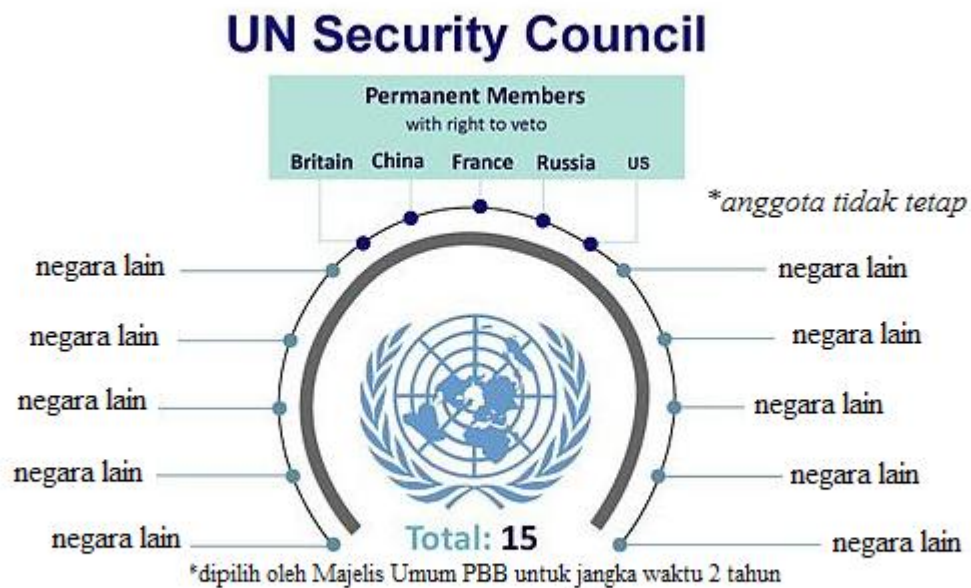 UN Security Council
Permanent Members
with right to veto
Britain China France Russia US
*anggota tidak tetap
negara lain
negara lain
negara lain
negara lain
negara lain
negara lain
negara lain
negara lain
negara lain
negara lain
Total: 15
*dipilih oleh Majelis Umum PBB untuk jangka waktu 2 tahun